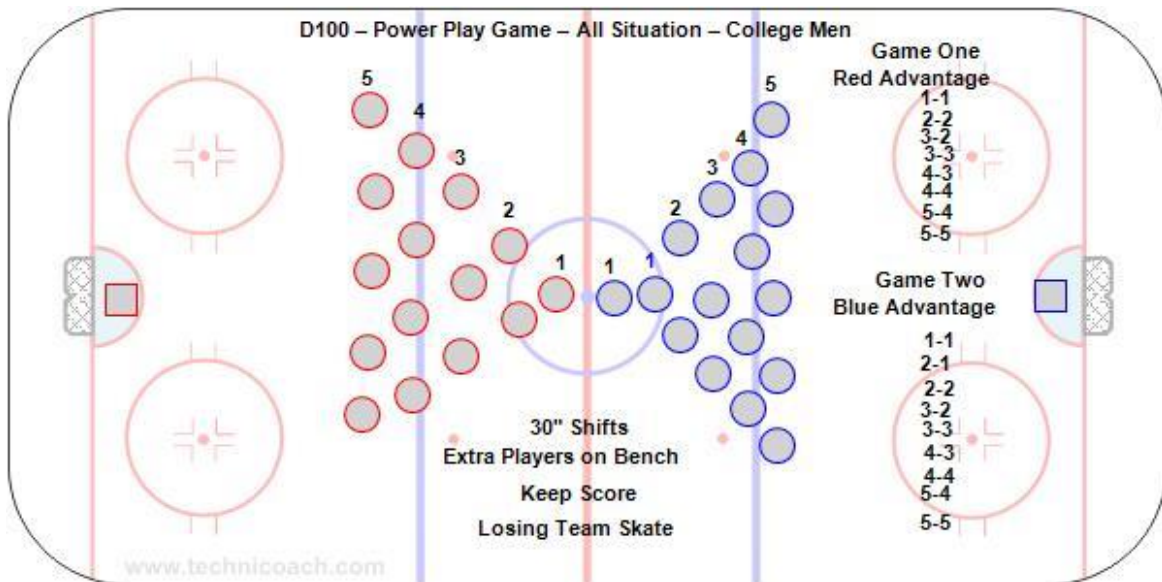 D100 – Power Play Game – All Situation – College Men
Game One
Red Advantage
1-1
2-2
3-2
3-3
4-3
4-4
5-4
5-5
5
4
3
2
1
1
1
2
3
4
5
Game Two
Blue Advantage
1-1
2-1
2-2
3-2
3-3
4-3
4-4
5-4
5-5
30" Shifts
Extra Players on Bench
Keep Score
Losing Team Skate
www.technicoach.com